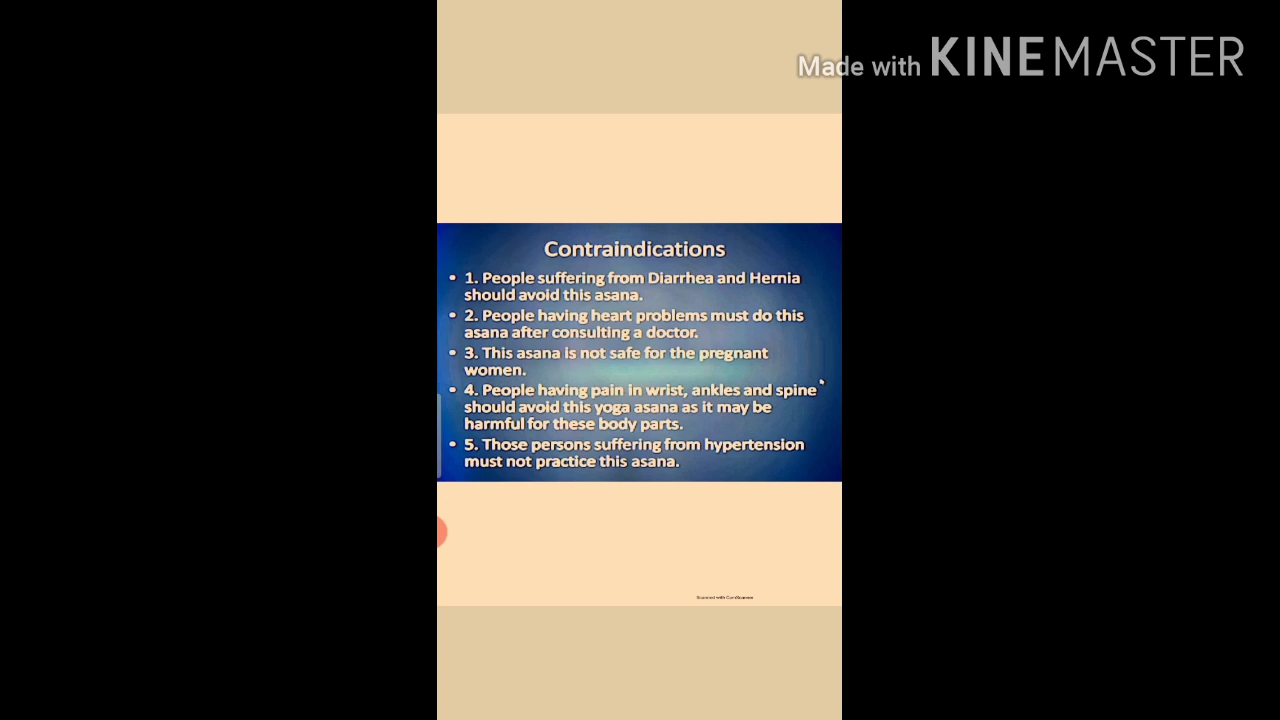 Made with KINEMASTER
Contraindications
• 1. People suffering from Diarrhea and Hernia
should avoid this asana.
• 2. People having heart problems must do this
asana after consulting a doctor.
• 3. This asana is not safe for the pregnant
women.
• 4. People having pain in wrist, ankles and spine
should avoid this yoga asana as it may be
harmful for these body parts.
• 5. Those persons suffering from hypertension
must not practice this asana.
Scanned with CamScanner